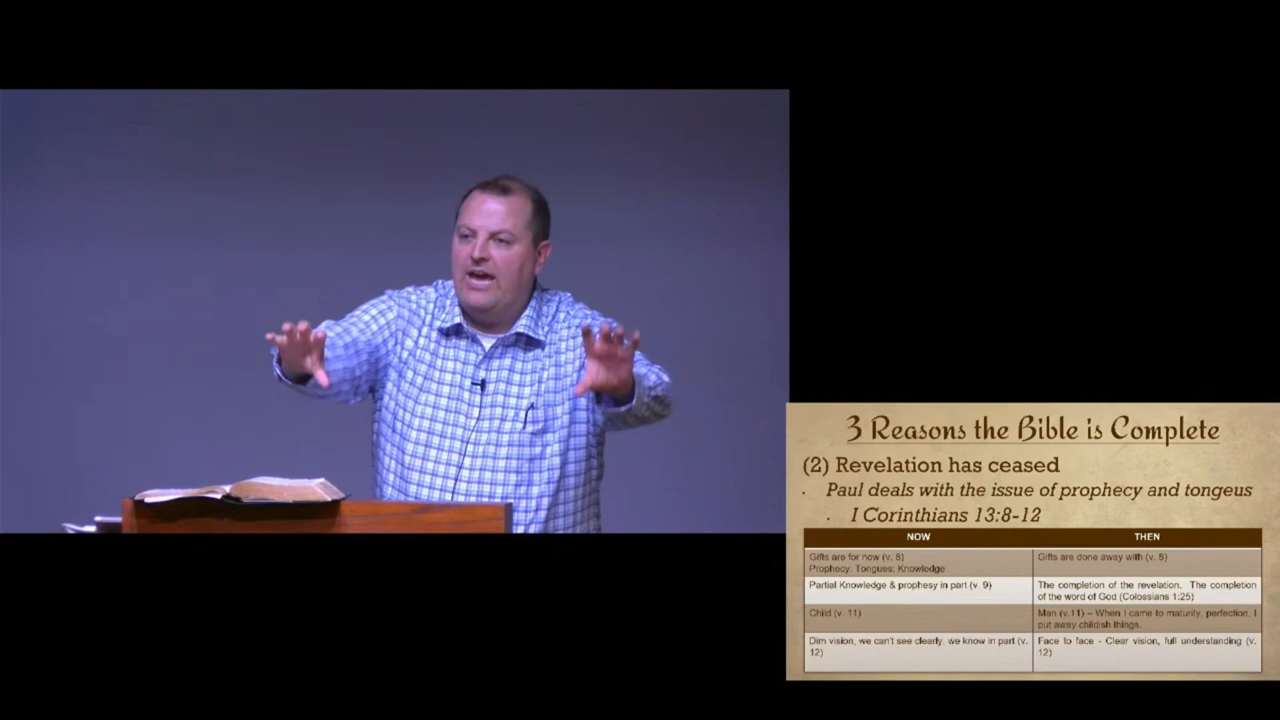 3 Reasons the Bible is Complete
(2) Revelation has ceased
· Paul deals with the issue of prophecy and tongeus
· I Corinthians 13:8-12
NOW THEN
Gifts are for now (v. 8) Gifts are done away with (v. 8)
Prophecy; Tongues; Knowledge
Partial Knowledge & prophesy in part (v. 9) The completion of the revelation. The completion
of the word of God (Colossians 1:25)
Child (v. 11) Man (v.11) – When I came to maturity, perfection, I
put away childish things.
Dim vision, we can't see clearly, we know in part (v. Face to face - Clear vision, full understanding (v.
12) 12)